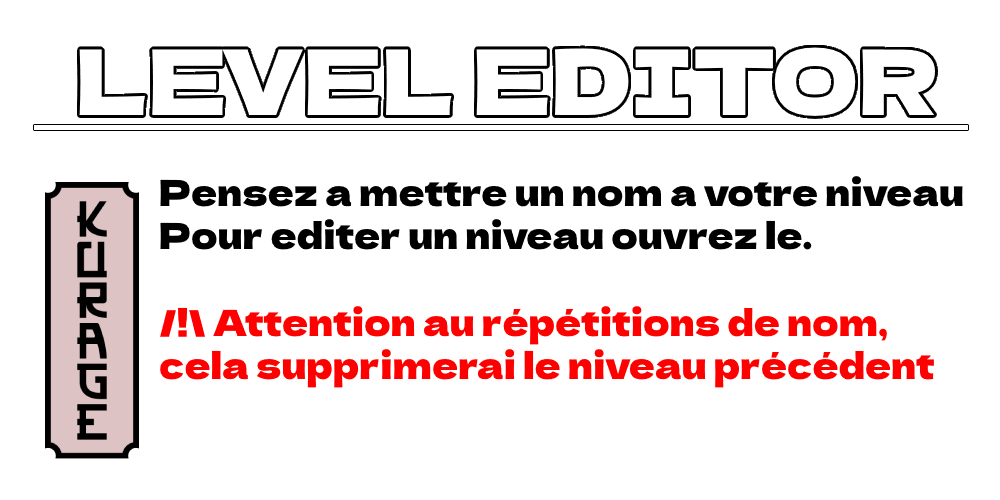 LEVEL EDITOR
KURAGE
Pensez a mettre un nom a votre niveau
Pour editer un niveau ouvrez le.
/!\ Attention au répétitions de nom,
cela supprimerai le niveau précédent